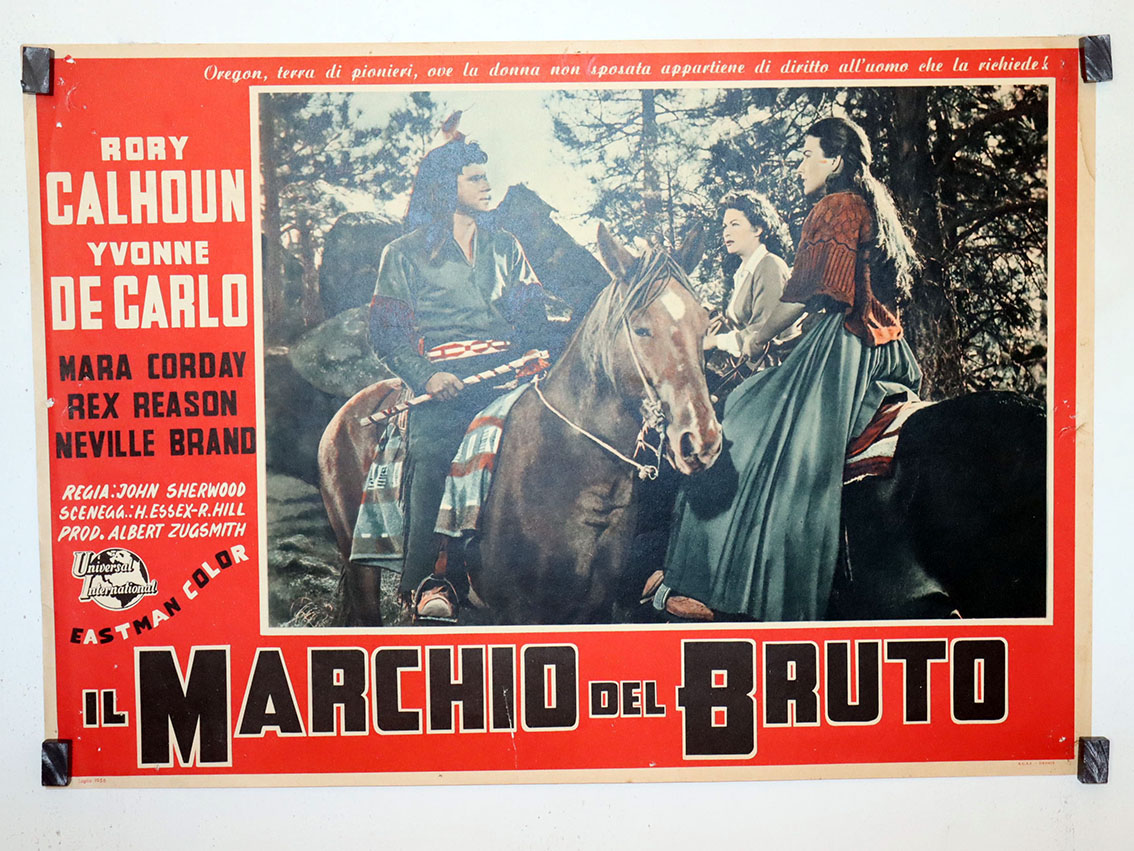 Oregon, terra di pionieri, ove la donna non sposata appartiene di diritto all'uomo che la richiede!
RORY
CALHOUN
YVONNE
DE CARLO
MARA CORDAY
REX REASON
NEVILLE BRAND
REGIA: JOHN SHERWOOD
SCENEGG.: H. ESSEX-R. HILL
PROD. ALBERT ZUGSMITH
Universal
International
EASTMAN COLOR
IL MARCHIO DEL BRUTO
Luglio 1956